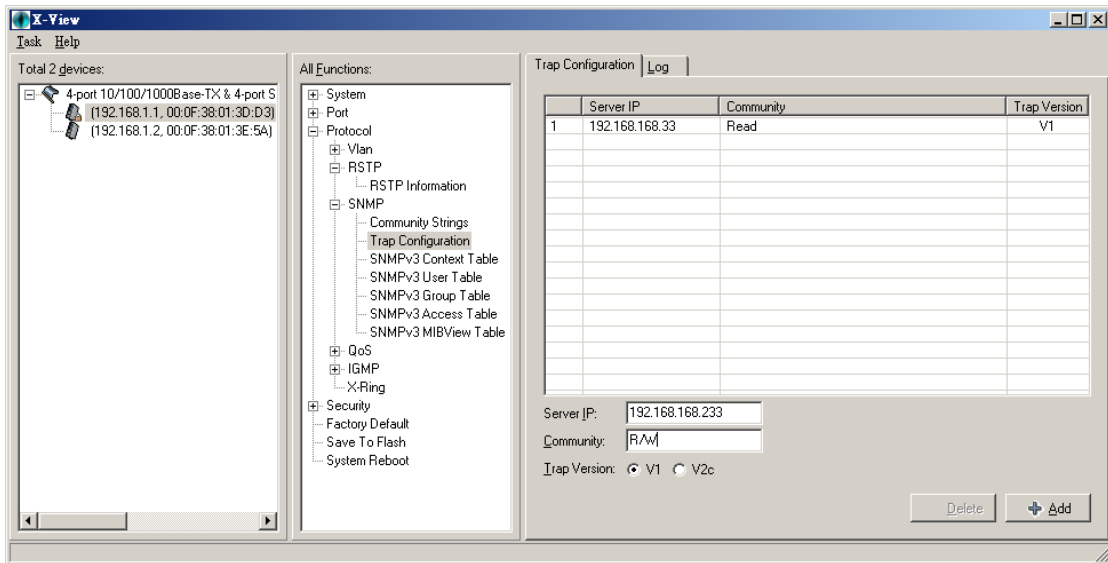 X-View
Task Help
Total 2 devices:
4-port 10/100/1000Base-TX & 4-port S
(192.168.1.1, 00:0F:38:01:3D:D3)
(192.168.1.2, 00:0F:38:01:3E:5A)
All Functions:
System
Port
Protocol
Vlan
RSTP
RSTP Information
SNMP
Community Strings
Trap Configuration
SNMPv3 Context Table
SNMPv3 User Table
SNMPv3 Group Table
SNMPv3 Access Table
SNMPv3 MIBView Table
QoS
IGMP
X-Ring
Security
Factory Default
Save To Flash
System Reboot
Trap Configuration Log
Server IP Community Trap Version
1 192.168.168.33 Read V1
Server IP: 192.168.168.233
Community: R/W
Trap Version: V1 V2c
Delete Add